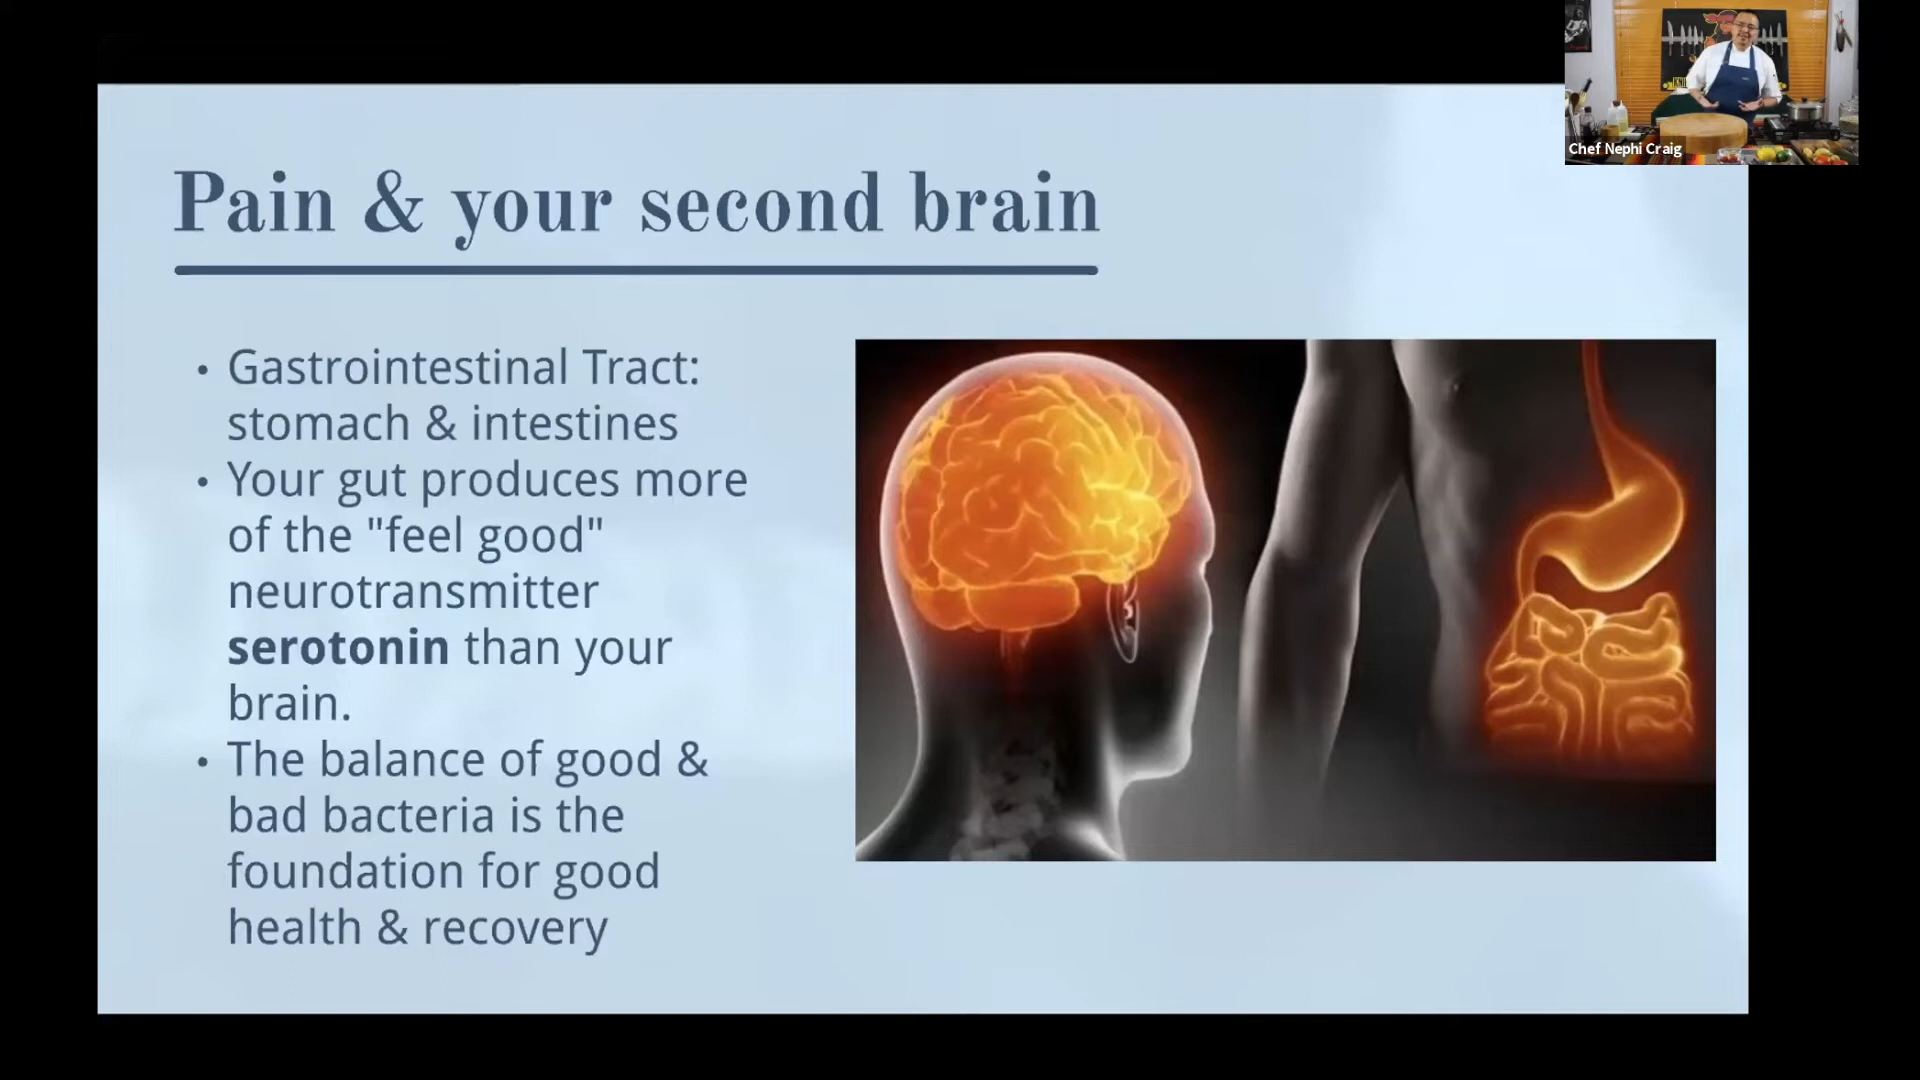 Chef Nephi Craig
Pain & your second brain
• Gastrointestinal Tract:
stomach & intestines
• Your gut produces more
of the "feel good"
neurotransmitter
serotonin than your
brain.
• The balance of good &
bad bacteria is the
foundation for good
health & recovery